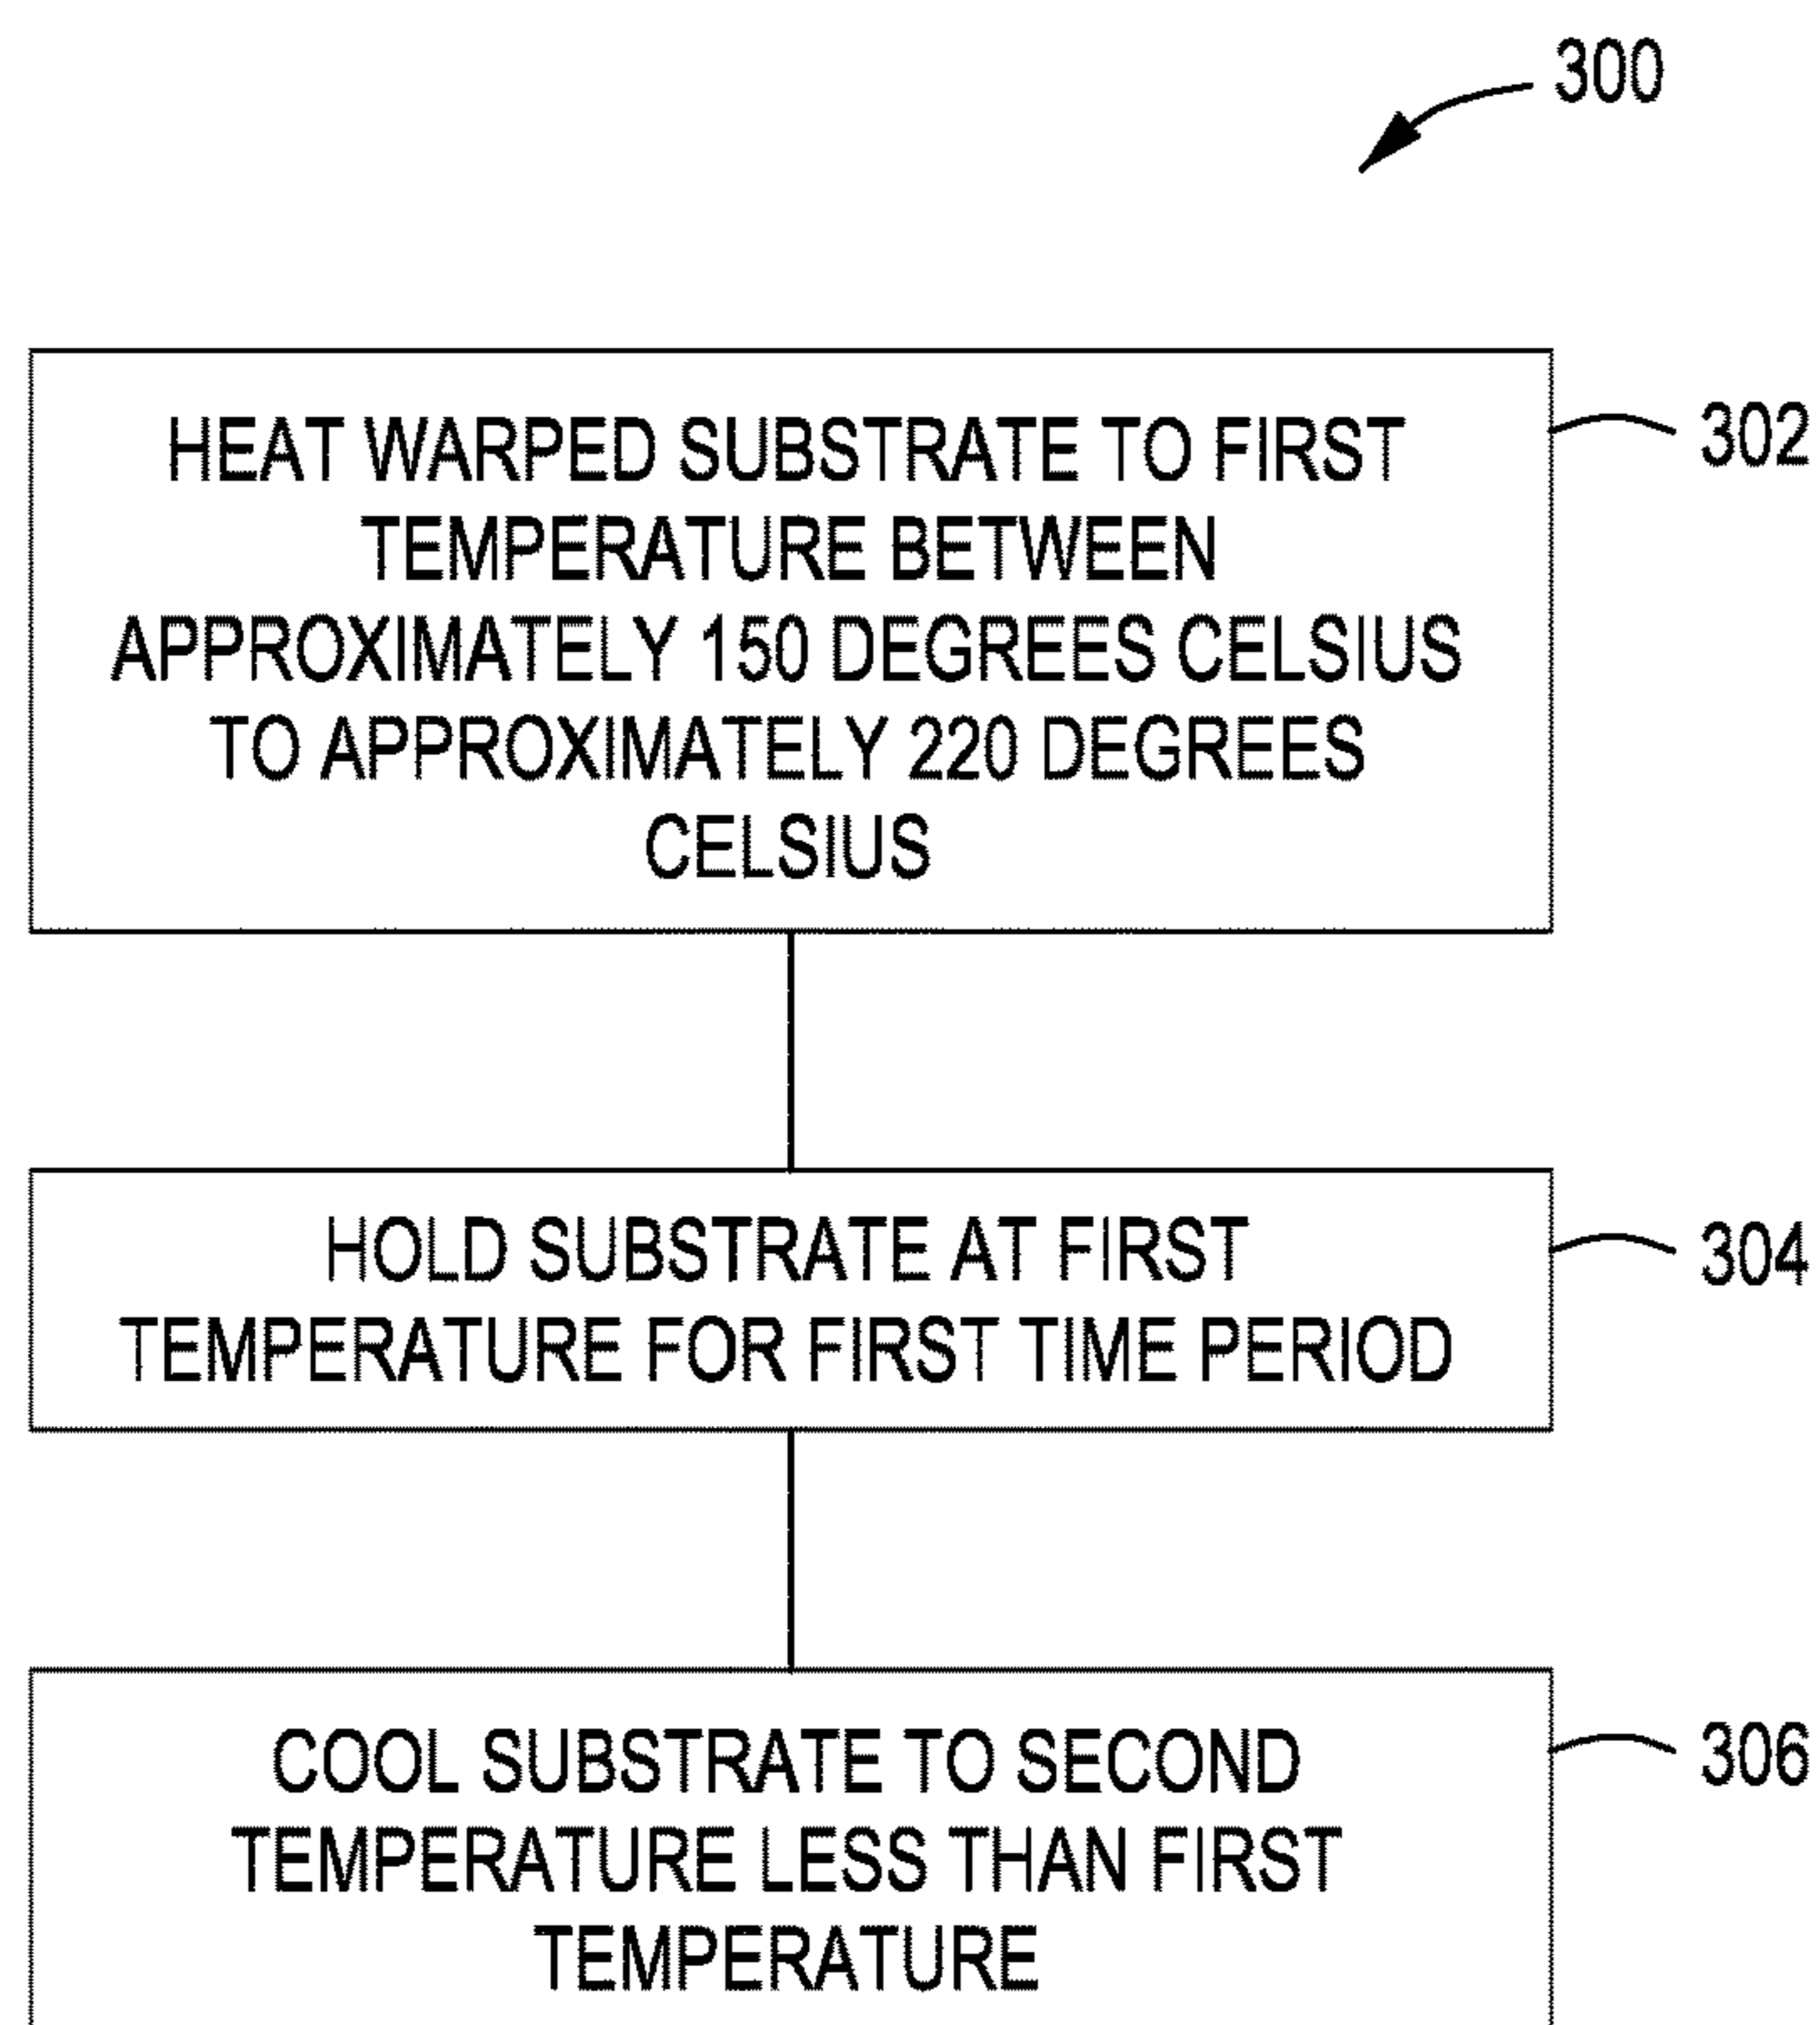 300
HEAT WARPED SUBSTRATE TO FIRST
TEMPERATURE BETWEEN
APPROXIMATELY 150 DEGREES CELSIUS
TO APPROXIMATELY 220 DEGREES
CELSIUS
302
HOLD SUBSTRATE AT FIRST
TEMPERATURE FOR FIRST TIME PERIOD
304
COOL SUBSTRATE TO SECOND
TEMPERATURE LESS THAN FIRST
TEMPERATURE
306